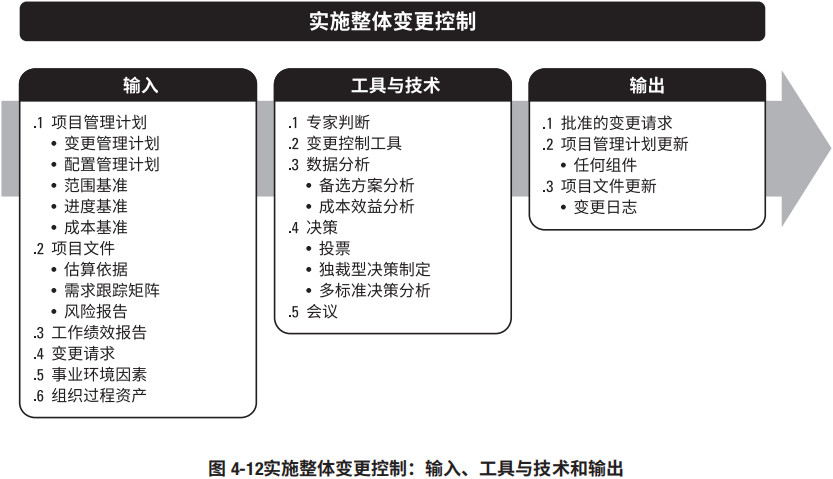 实施整体变更控制
输入
.1 项目管理计划
• 变更管理计划
• 配置管理计划
• 范围基准
• 进度基准
• 成本基准
.2 项目文件
• 估算依据
• 需求跟踪矩阵
• 风险报告
.3 工作绩效报告
.4 变更请求
.5 事业环境因素
.6 组织过程资产
工具与技术
.1 专家判断
.2 变更控制工具
.3 数据分析
• 备选方案分析
• 成本效益分析
.4 决策
• 投票
• 独裁型决策制定
• 多标准决策分析
.5 会议
输出
.1 批准的变更请求
.2 项目管理计划更新
• 任何组件
.3 项目文件更新
• 变更日志
图 4-12实施整体变更控制：输入、工具与技术和输出